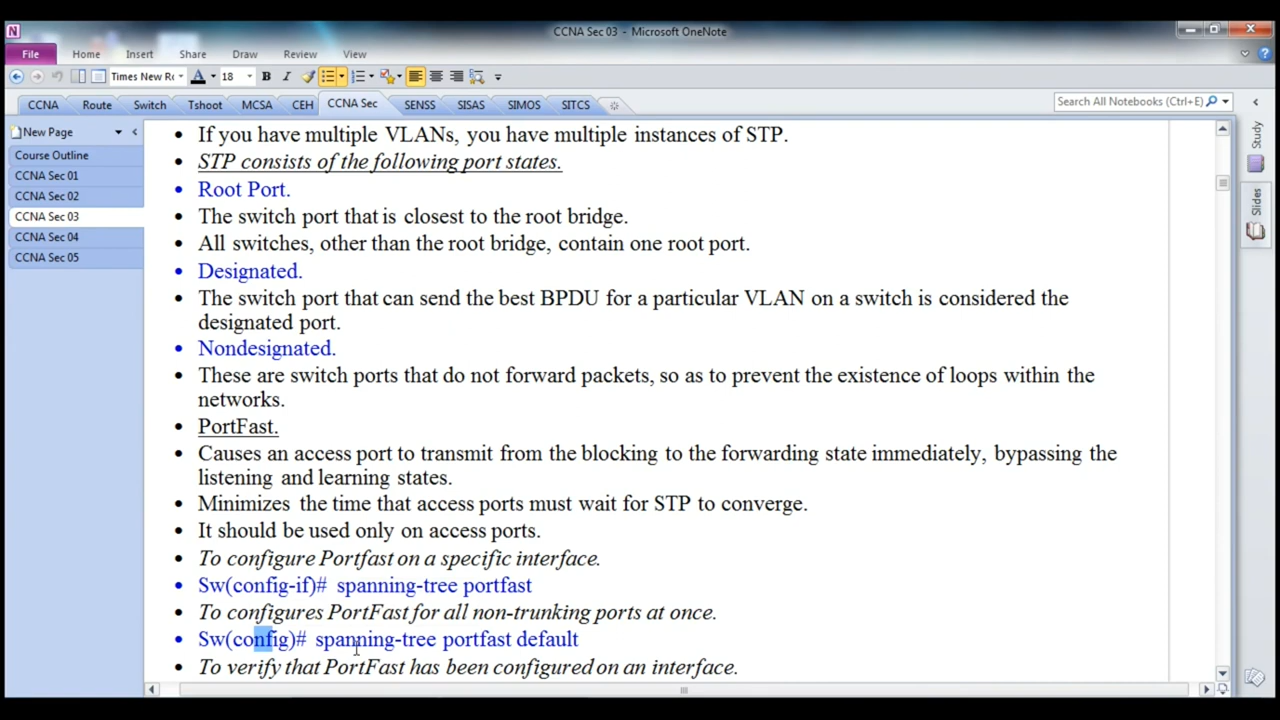 CCNA Sec 03 - Microsoft OneNote
File Home Insert Share Draw Review View
Times New Ro 18 B I
CCNA Route Switch Tshoot MCSA CEH CCNA Sec SENSS SISAS SIMOS SITCS
Search All Notebooks (Ctrl+E)
New Page
Course Outline
CCNA Sec 01
CCNA Sec 02
CCNA Sec 03
CCNA Sec 04
CCNA Sec 05
• If you have multiple VLANs, you have multiple instances of STP.
• STP consists of the following port states.
• Root Port.
• The switch port that is closest to the root bridge.
• All switches, other than the root bridge, contain one root port.
• Designated.
• The switch port that can send the best BPDU for a particular VLAN on a switch is considered the
designated port.
• Nondesignated.
• These are switch ports that do not forward packets, so as to prevent the existence of loops within the
networks.
• PortFast.
• Causes an access port to transmit from the blocking to the forwarding state immediately, bypassing the
listening and learning states.
• Minimizes the time that access ports must wait for STP to converge.
• It should be used only on access ports.
• To configure Portfast on a specific interface.
• Sw(config-if)# spanning-tree portfast
• To configures PortFast for all non-trunking ports at once.
• Sw(config)# spanning-tree portfast default
• To verify that PortFast has been configured on an interface.
Study
Slides